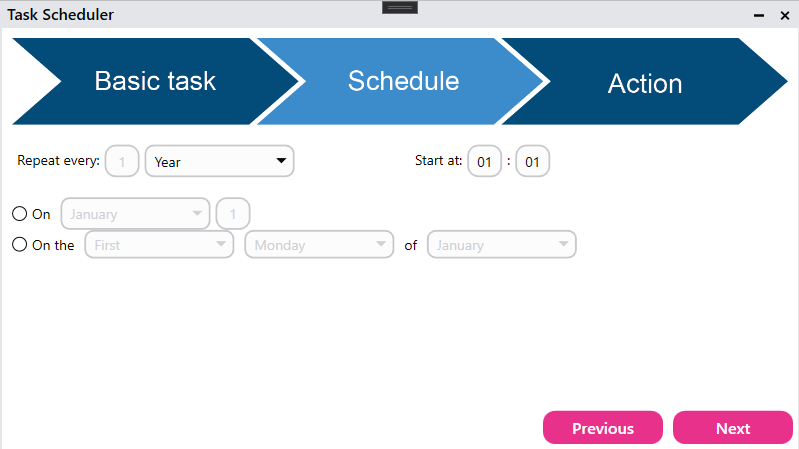 Task Scheduler
Basic task Schedule Action
Repeat every: 1 Year Start at: 01 : 01
On January 1
On the First Monday of January
Previous Next